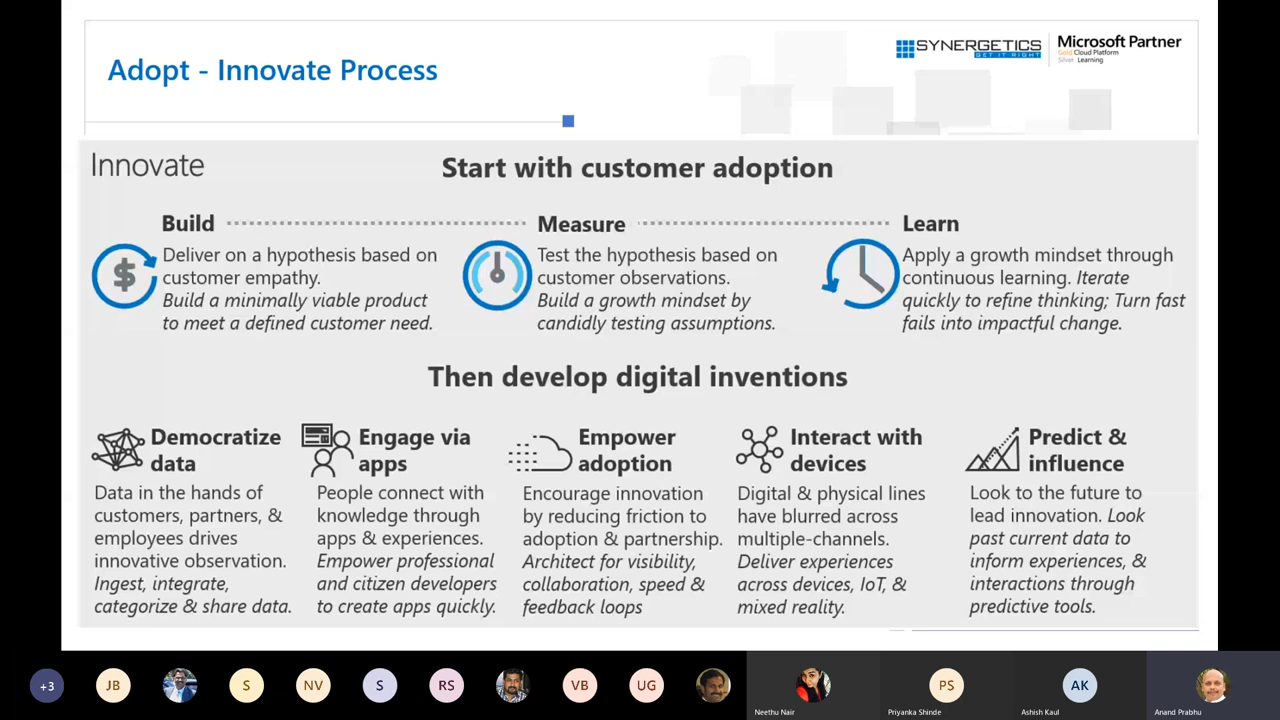 Adopt - Innovate Process
SYNERGETICS
GET IT RIGHT
Microsoft Partner
Gold Cloud Platform
Silver Learning
Innovate
Start with customer adoption
Build
Deliver on a hypothesis based on
customer empathy.
Build a minimally viable product
to meet a defined customer need.
Measure
Test the hypothesis based on
customer observations.
Build a growth mindset by
candidly testing assumptions.
Learn
Apply a growth mindset through
continuous learning. Iterate
quickly to refine thinking; Turn fast
fails into impactful change.
Then develop digital inventions
Democratize
data
Data in the hands of
customers, partners, &
employees drives
innovative observation.
Ingest, integrate,
categorize & share data.
Engage via
apps
People connect with
knowledge through
apps & experiences.
Empower professional
and citizen developers
to create apps quickly.
Empower
adoption
Encourage innovation
by reducing friction to
adoption & partnership.
Architect for visibility,
collaboration, speed &
feedback loops
Interact with
devices
Digital & physical lines
have blurred across
multiple-channels.
Deliver experiences
across devices, IoT, &
mixed reality.
Predict &
influence
Look to the future to
lead innovation. Look
past current data to
inform experiences, &
interactions through
predictive tools.
+3
JB
S
NV
S
RS
VB
UG
Neethu Nair
PS
Priyanka Shinde
AK
Ashish Kaul
Anand Prabhu